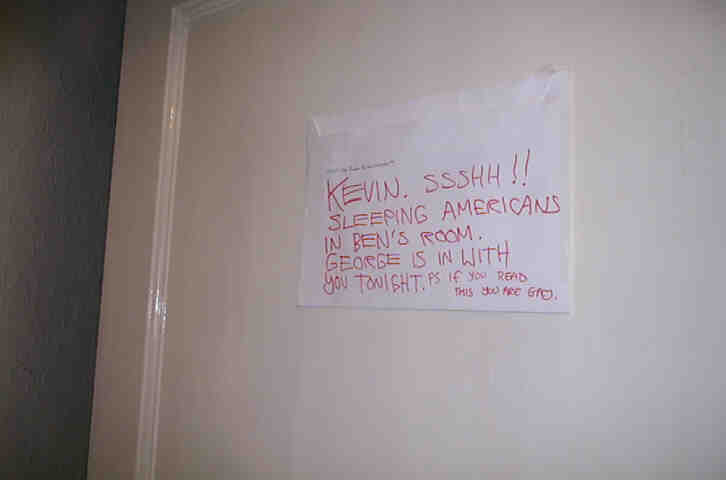 KEVIN. SSSHH!!
SLEEPING AMERICANS
IN BEN'S ROOM.
GEORGE IS IN WITH
YOU TONIGHT. PS IF YOU READ
THIS YOU ARE GAY.